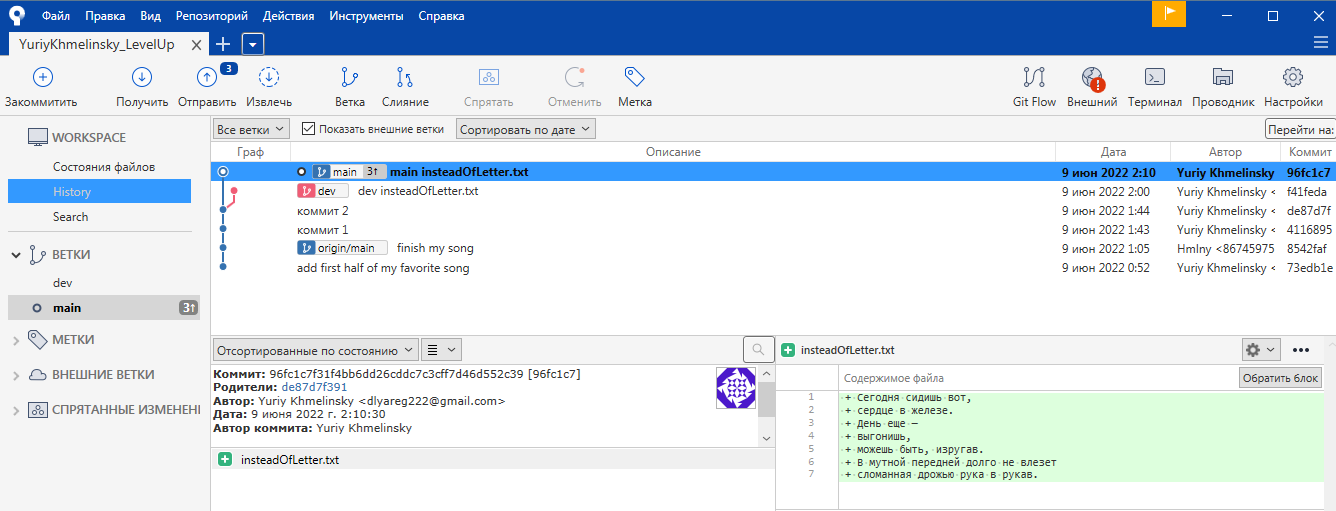 Файл Правка Вид Репозиторий Действия Инструменты Справка
YuriyKhmelinsky_LevelUp
Закоммитить Получить Отправить 3 Извлечь Ветка Слияние Спрятать Отменить Метка Git Flow Внешний Терминал Проводник Настройки
WORKSPACE
Состояния файлов
History
Search
ВЕТКИ
dev
main 3↑
МЕТКИ
ВНЕШНИЕ ВЕТКИ
СПРЯТАННЫЕ ИЗМЕНЕНИ
Все ветки Показать внешние ветки Сортировать по дате Перейти на:
Граф Описание Дата Автор Коммит
main 3↑ main insteadOfLetter.txt 9 июн 2022 2:10 Yuriy Khmelinsky 96fc1c7
dev dev insteadOfLetter.txt 9 июн 2022 2:00 Yuriy Khmelinsky < f41feda
коммит 2 9 июн 2022 1:44 Yuriy Khmelinsky < de87d7f
коммит 1 9 июн 2022 1:43 Yuriy Khmelinsky < 4116895
origin/main finish my song 9 июн 2022 1:05 Hmlny <86745975 8542faf
add first half of my favorite song 9 июн 2022 0:52 Yuriy Khmelinsky < 73edb1e
Отсортированные по состоянию
Коммит: 96fc1c7f31f4bb6dd26cddc7c3cff7d46d552c39 [96fc1c7]
Родители: de87d7f391
Автор: Yuriy Khmelinsky <dlyareg222@gmail.com>
Дата: 9 июня 2022 г. 2:10:30
Автор коммита: Yuriy Khmelinsky
insteadOfLetter.txt
insteadOfLetter.txt
Содержимое файла Обратить блок
1 + Сегодня сидишь вот,
2 + сердце в железе.
3 + День еще —
4 + выгонишь,
5 + можешь быть, изругав.
6 + В мутной передней долго не влезет
7 + сломанная дрожью рука в рукав.